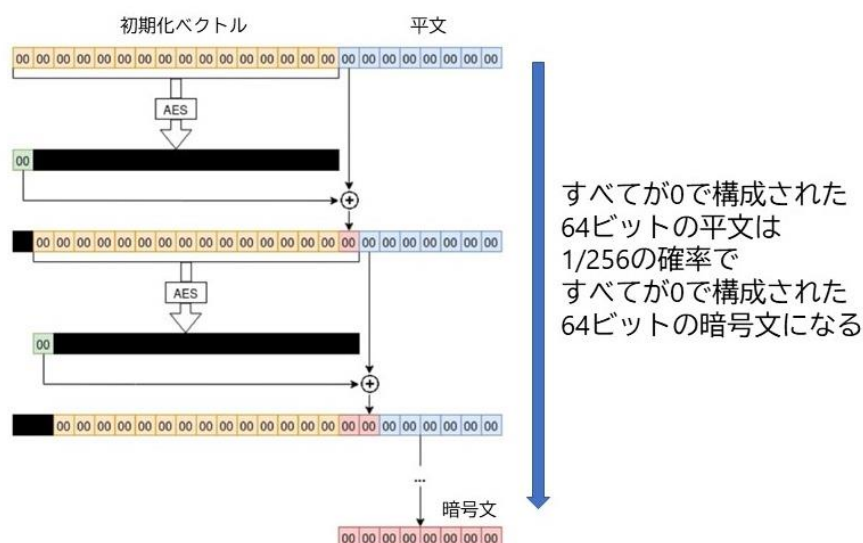 初期化ベクトル 平文
00 00 00 00 00 00 00 00 00 00 00 00 00 00 00 00 00 00 00 00 00 00 00 00
AES
00
00 00 00 00 00 00 00 00 00 00 00 00 00 00 00 00 00 00 00 00 00 00 00
AES
00
00 00 00 00 00 00 00 00 00 00 00 00 00 00 00 00 00 00 00 00 00 00
...
暗号文
00 00 00 00 00 00 00 00
すべてが0で構成された
64ビットの平文は
1/256の確率で
すべてが0で構成された
64ビットの暗号文になる